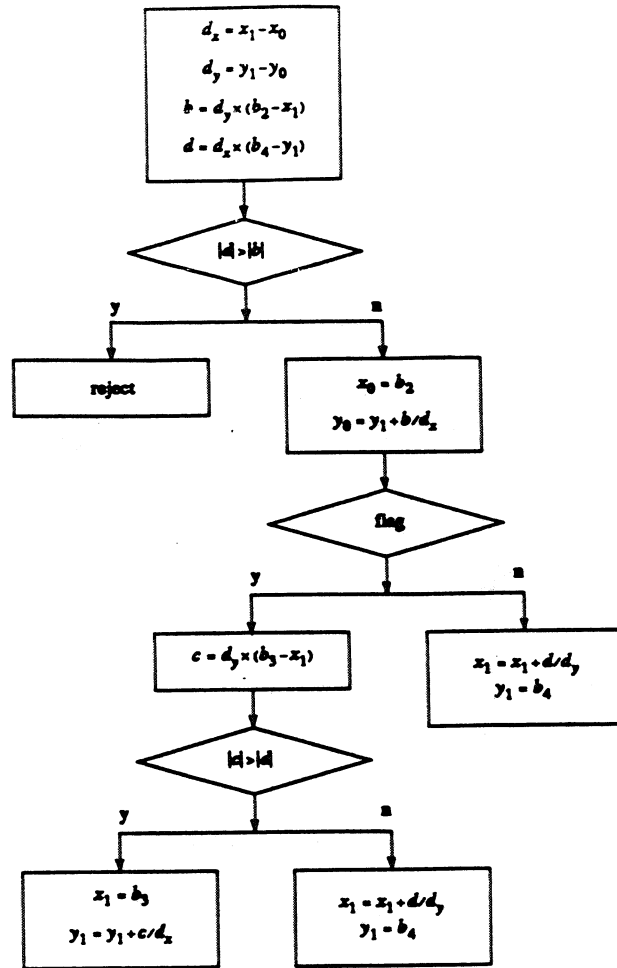 d_x = x_1 - x_0
d_y = y_1 - y_0
b = d_y × (b_2 - x_1)
d = d_x × (b_4 - y_1)
|d| > |b|
y
n
reject
x_0 = b_2
y_0 = y_1 + b/d_x
flag
y
n
c = d_y × (b_3 - x_1)
x_1 = x_1 + d/d_y
y_1 = b_4
|c| > |d|
y
n
x_1 = b_3
y_1 = y_1 + c/d_x
x_1 = x_1 + d/d_y
y_1 = b_4